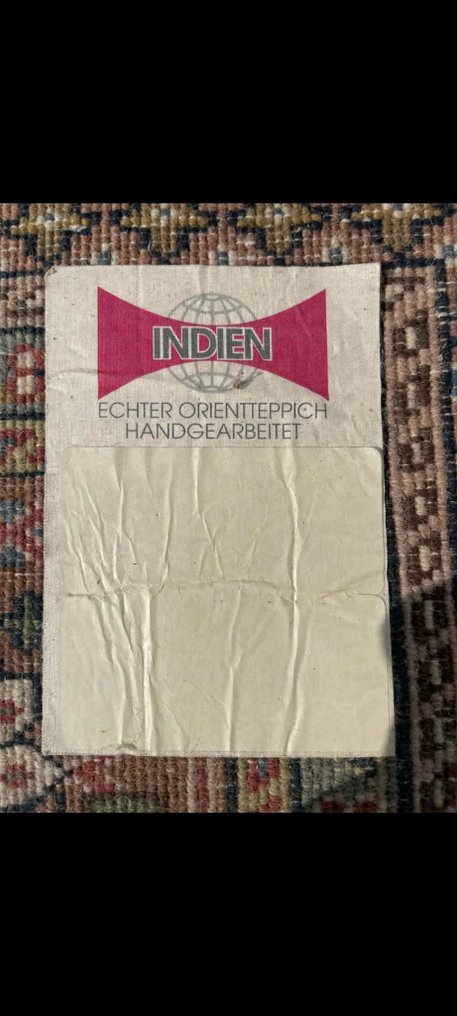 INDIEN
ECHTER ORIENTTEPPICH
HANDGEARBEITET